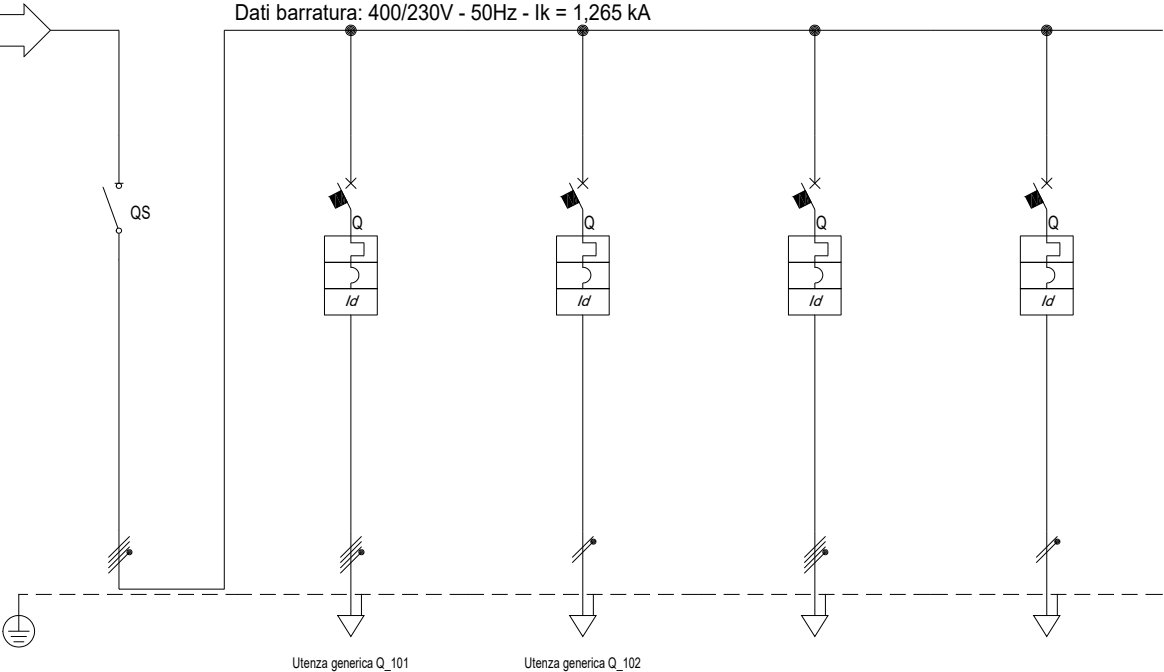 Dati barratura: 400/230V - 50Hz - Ik = 1,265 kA
QS
Q
Q
Q
Q
Id
Id
Id
Id
Utenza generica Q_101
Utenza generica Q_102